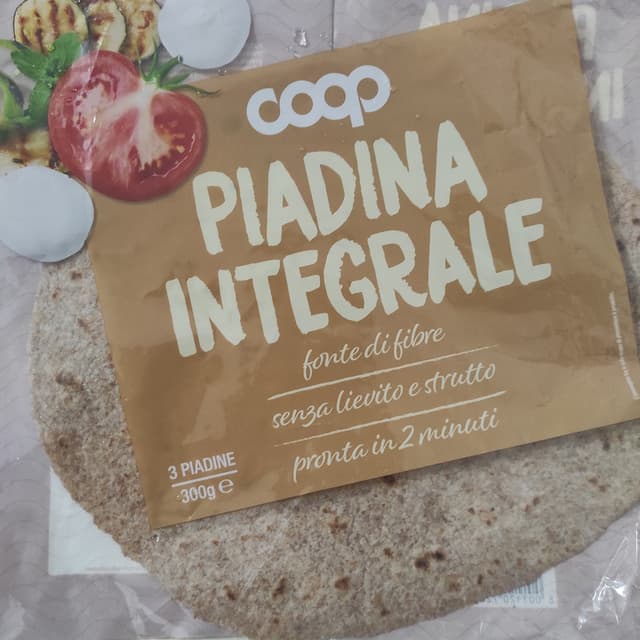 coop
PIADINA
INTEGRALE
fonte di fibre
senza lievito e strutto
pronta in 2 minuti
3 PIADINE
300g e